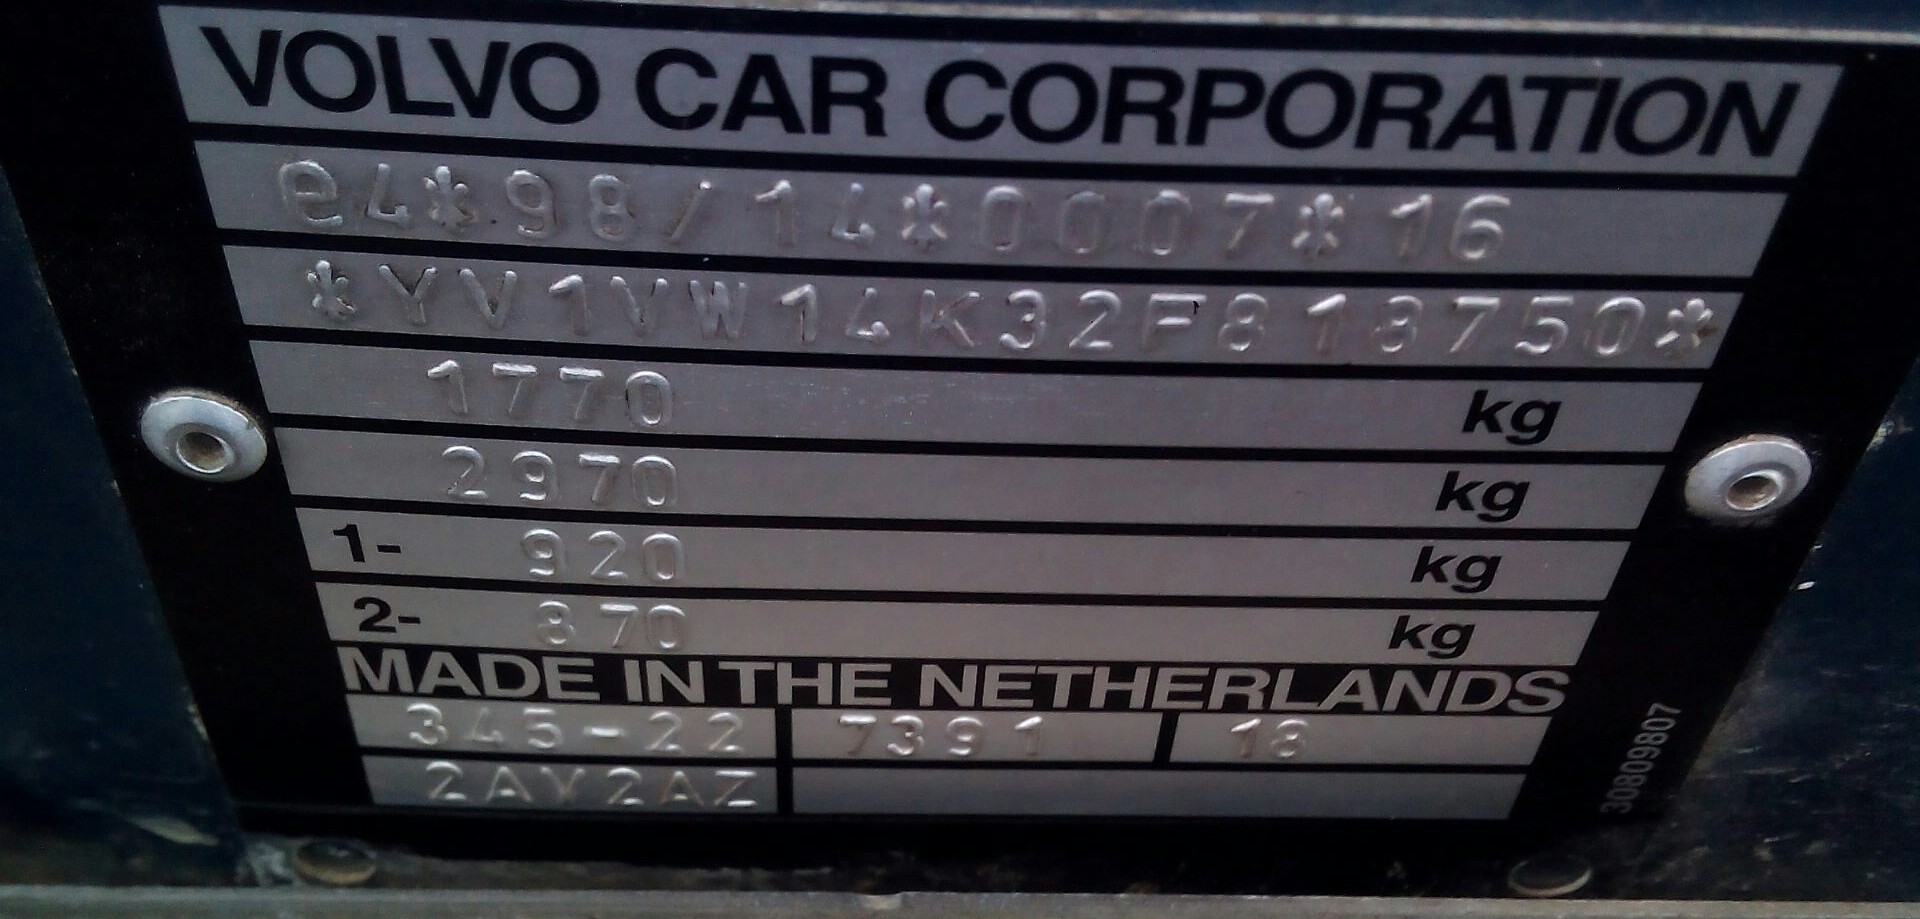 VOLVO CAR CORPORATION
e4*98/14*0007*16
*YV1VW14K32F818750*
1770 kg
2970 kg
1- 920 kg
2- 870 kg
MADE IN THE NETHERLANDS
345-22 7391 18
2AV2AZ
30809807